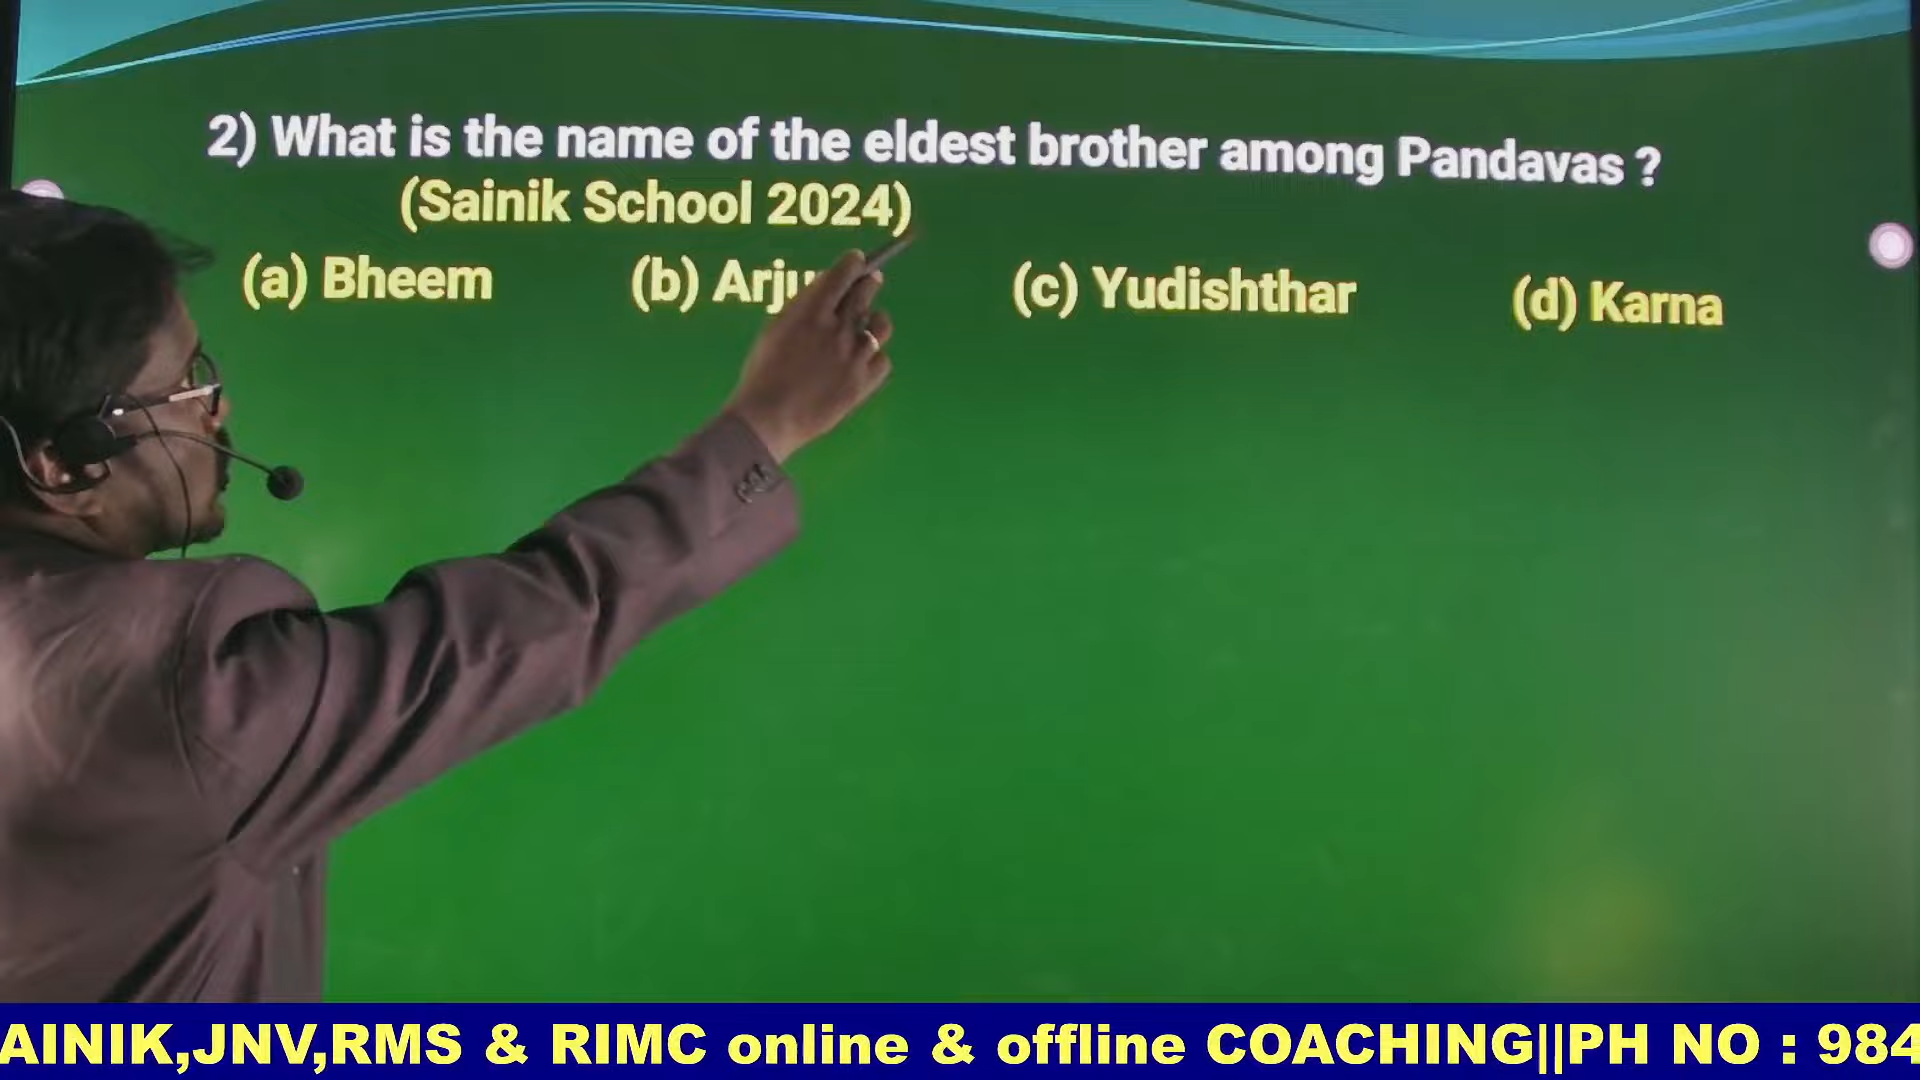 2) What is the name of the eldest brother among Pandavas ?
(Sainik School 2024)
(a) Bheem (b) (c) Yudishthar (d) Karna
AINIK,JNV,RMS & RIMC online & offline COACHING||PH NO : 984